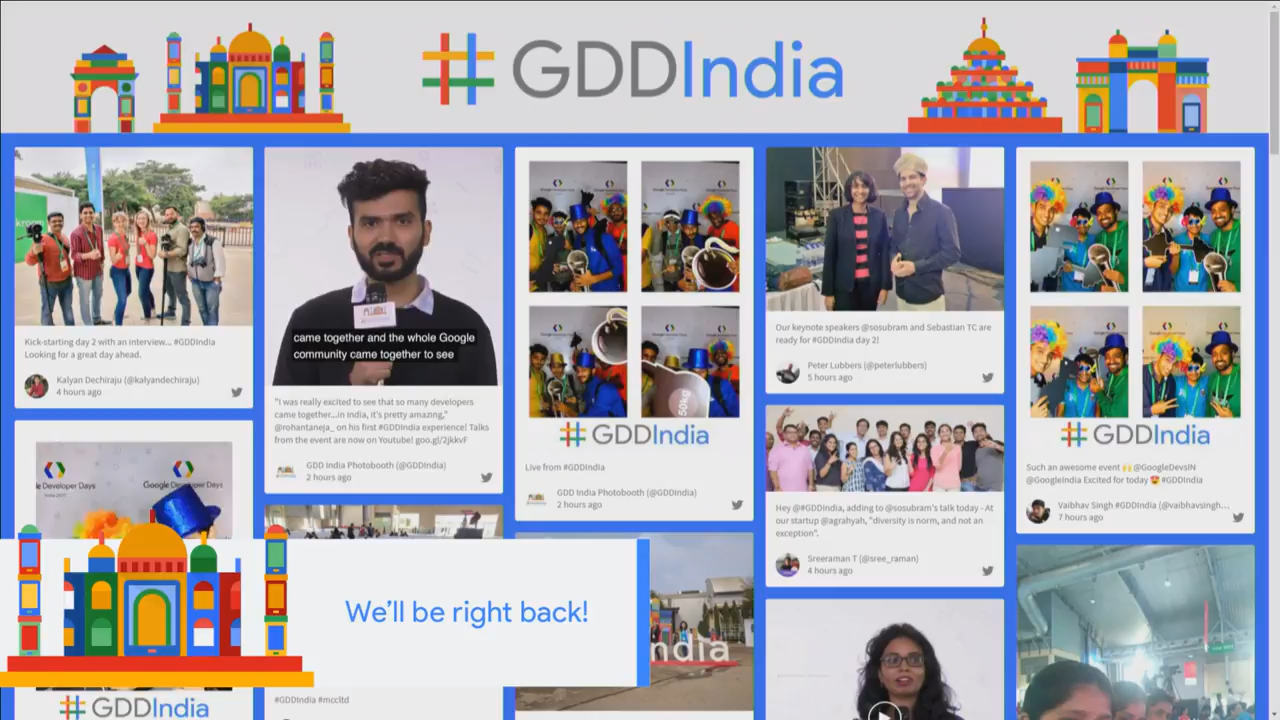 #GDDIndia
kroom
Kick-starting day 2 with an interview... #GDDIndia
Looking for a great day ahead.
Kalyan Dechiraju (@kalyandechiraju)
4 hours ago
came together and the whole Google
community came together to see
"I was really excited to see that so many developers
came together...in India, it's pretty amazing,"
@rohantaneja_ on his first #GDDIndia experience! Talks
from the event are now on Youtube! goo.gl/2jkkvF
GDD India Photobooth (@GDDIndia)
2 hours ago
50kg
#GDDIndia
Live from #GDDIndia
GDD India Photobooth (@GDDIndia)
2 hours ago
Our keynote speakers @sosubram and Sebastian TC are
ready for #GDDIndia day 2!
Peter Lubbers (@peterlubbers)
5 hours ago
Hey @#GDDIndia, adding to @sosubram's talk today - At
our startup @agrahyah, "diversity is norm, and not an
exception".
Sreeraman T (@sree_raman)
4 hours ago
#GDDIndia
Such an awesome event 🙌 @GoogleDevsIN
@GoogleIndia Excited for today 😍 #GDDIndia
Vaibhav Singh #GDDIndia (@vaibhavsingh...
7 hours ago
le Developer Days
Google Developer Days
India 2017
We'll be right back!
ndia
#GDDIndia
#GDDIndia #mccltd